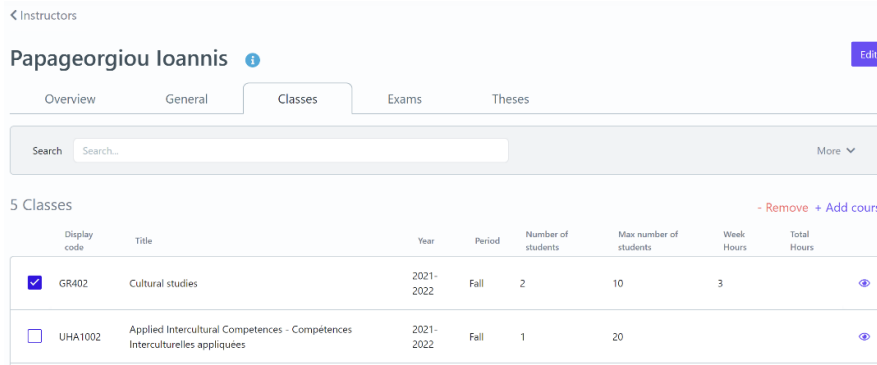 Instructors
Papageorgiou Ioannis
Edit
Overview General Classes Exams Theses
Search Search... More
5 Classes
- Remove + Add cours
Display code Title Year Period Number of students Max number of students Week Hours Total Hours
GR402 Cultural studies 2021-2022 Fall 2 10 3
UHA1002 Applied Intercultural Competences - Compétences Interculturelles appliquées 2021-2022 Fall 1 20